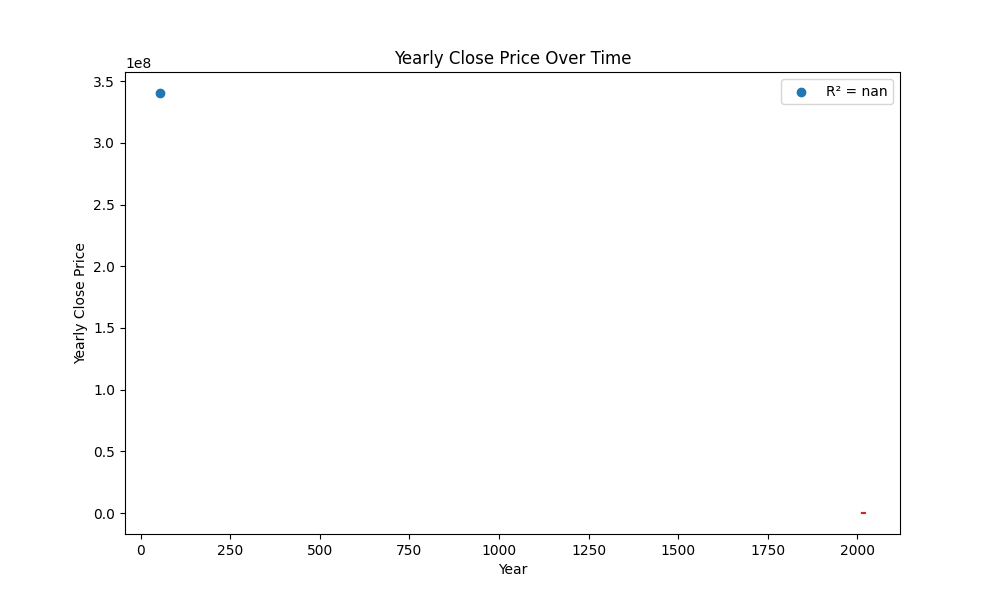 Yearly Close Price Over Time
1e8
R² = nan
3.5
3.0
2.5
2.0
1.5
1.0
0.5
0.0
Yearly Close Price
0 250 500 750 1000 1250 1500 1750 2000
Year